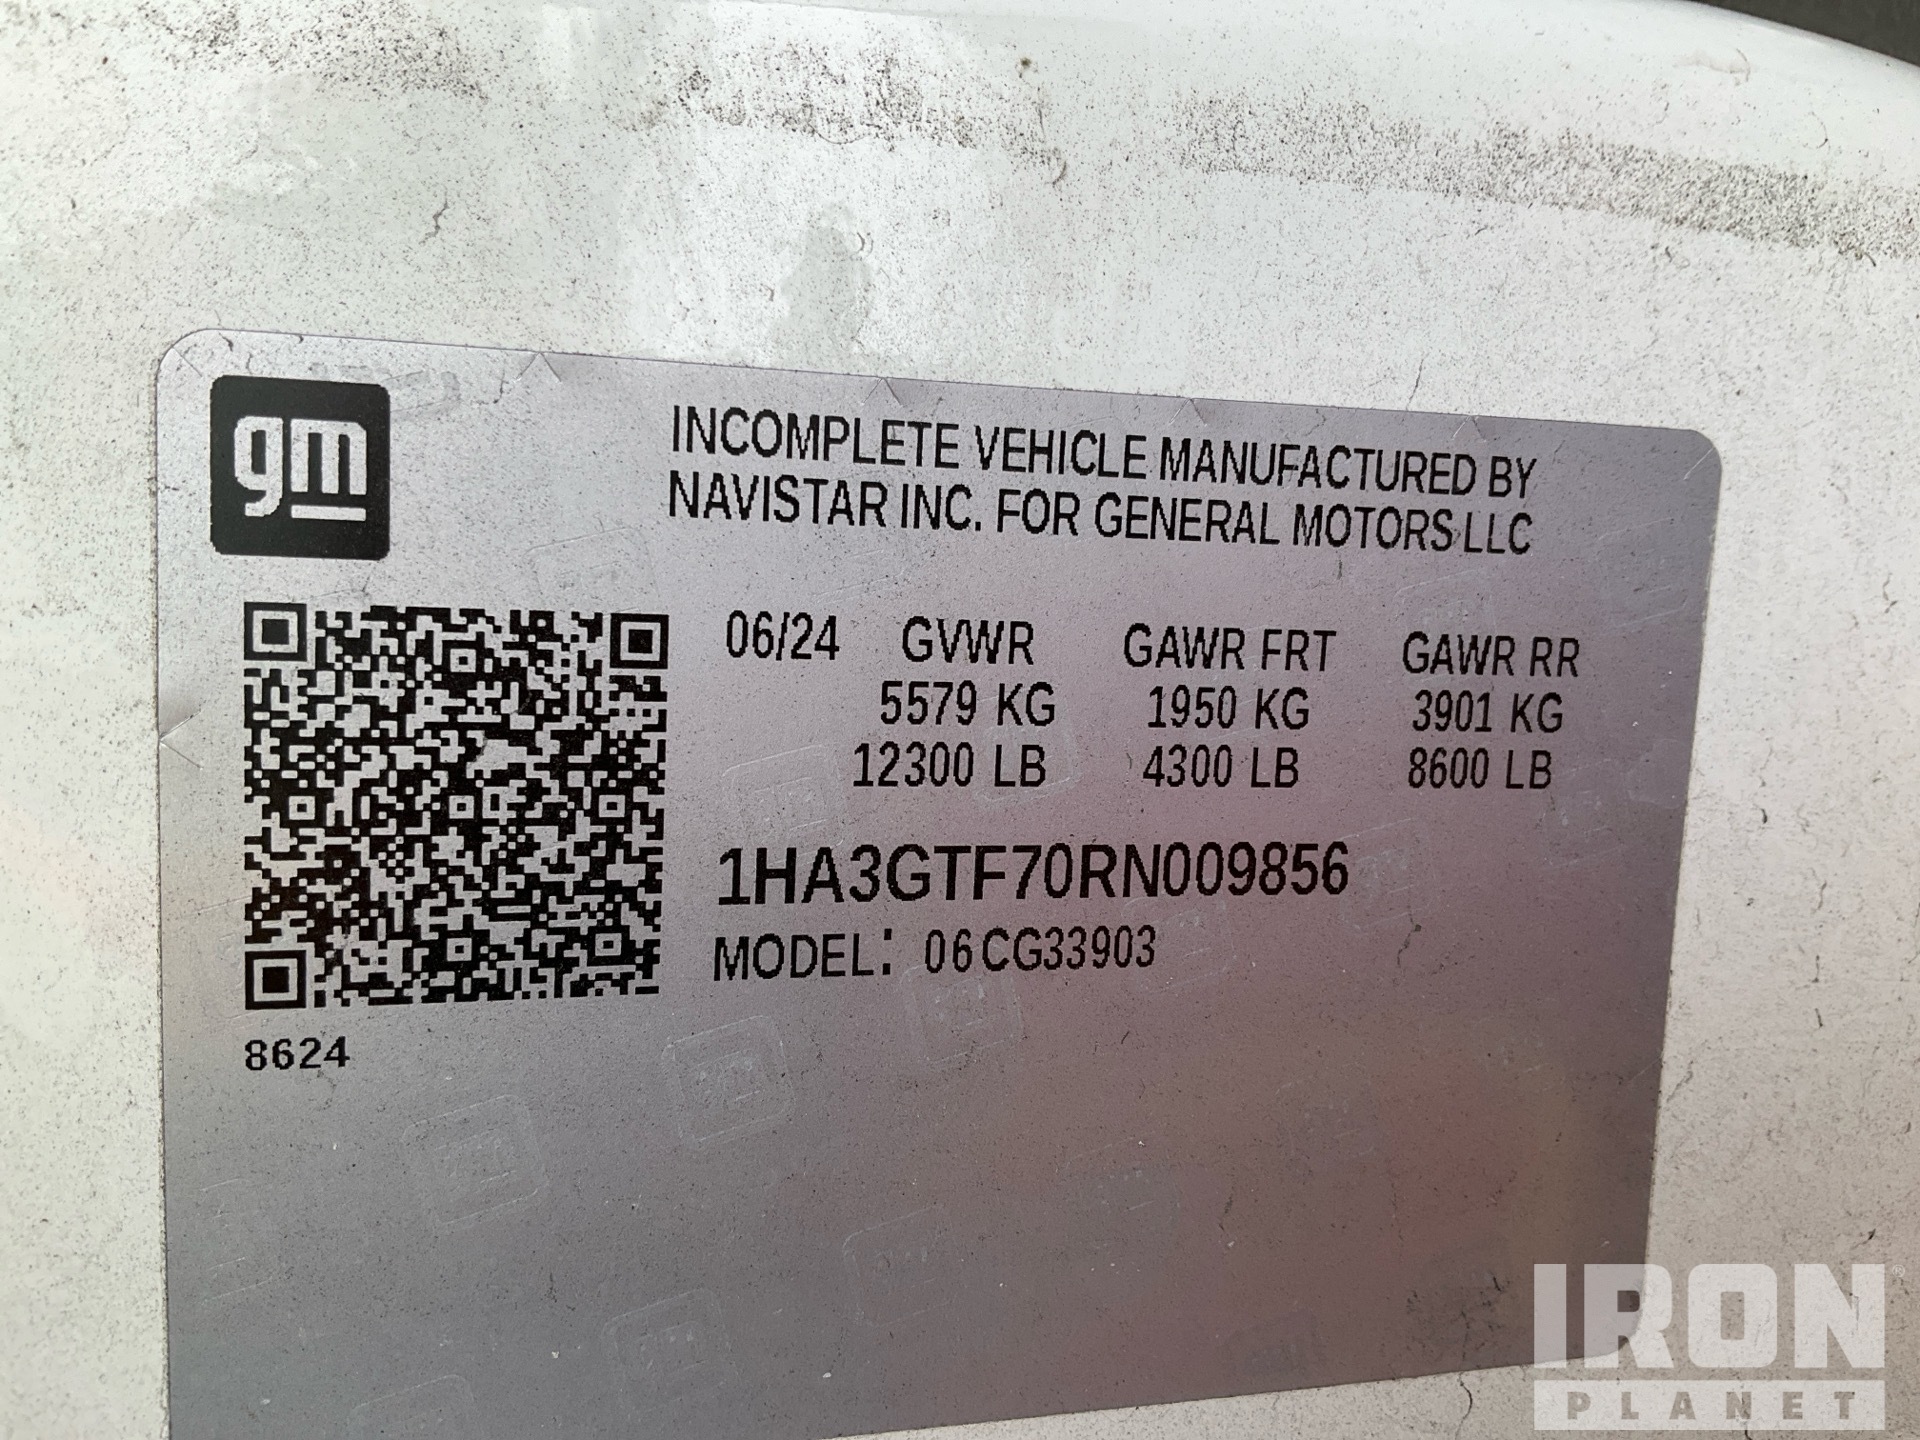 gm
INCOMPLETE VEHICLE MANUFACTURED BY
NAVISTAR INC. FOR GENERAL MOTORS LLC
06/24 GVWR GAWR FRT GAWR RR
5579 KG 1950 KG 3901 KG
12300 LB 4300 LB 8600 LB
1HA3GTF70RN009856
MODEL: 06CG33903
8624
IRON®
PLANET